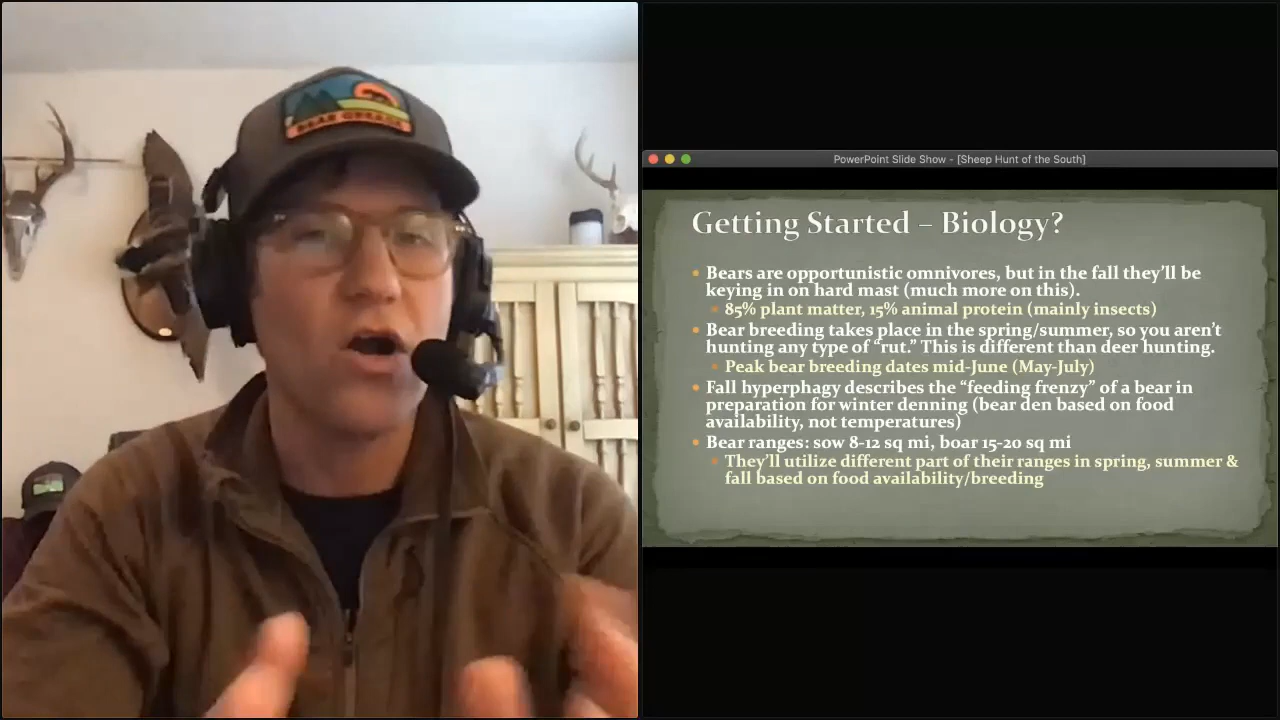 BEAR GREASE
PowerPoint Slide Show - [Sheep Hunt of the South]
Getting Started – Biology?
• Bears are opportunistic omnivores, but in the fall they’ll be
keying in on hard mast (much more on this).
• 85% plant matter, 15% animal protein (mainly insects)
• Bear breeding takes place in the spring/summer, so you aren’t
hunting any type of “rut.” This is different than deer hunting.
• Peak bear breeding dates mid-June (May-July)
• Fall hyperphagy describes the “feeding frenzy” of a bear in
preparation for winter denning (bear den based on food
availability, not temperatures)
• Bear ranges: sow 8-12 sq mi, boar 15-20 sq mi
• They’ll utilize different part of their ranges in spring, summer &
fall based on food availability/breeding